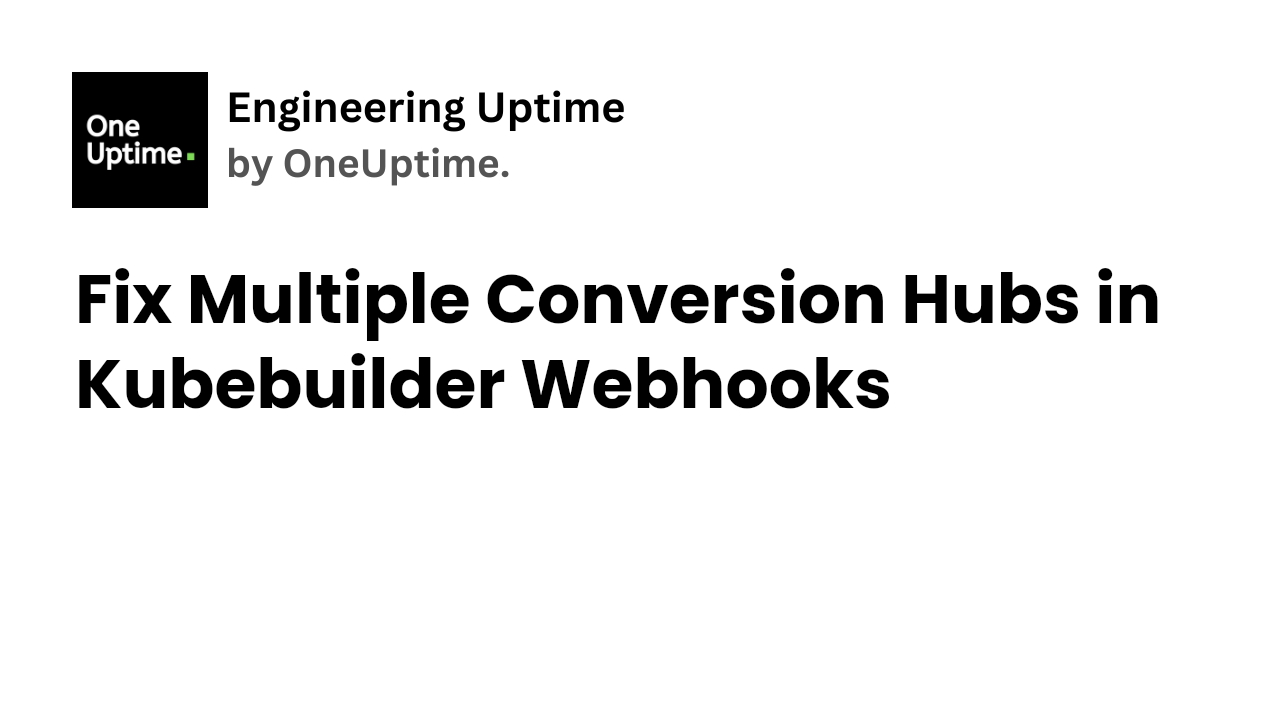 One
Uptime.
Engineering Uptime
by OneUptime.
Fix Multiple Conversion Hubs in
Kubebuilder Webhooks